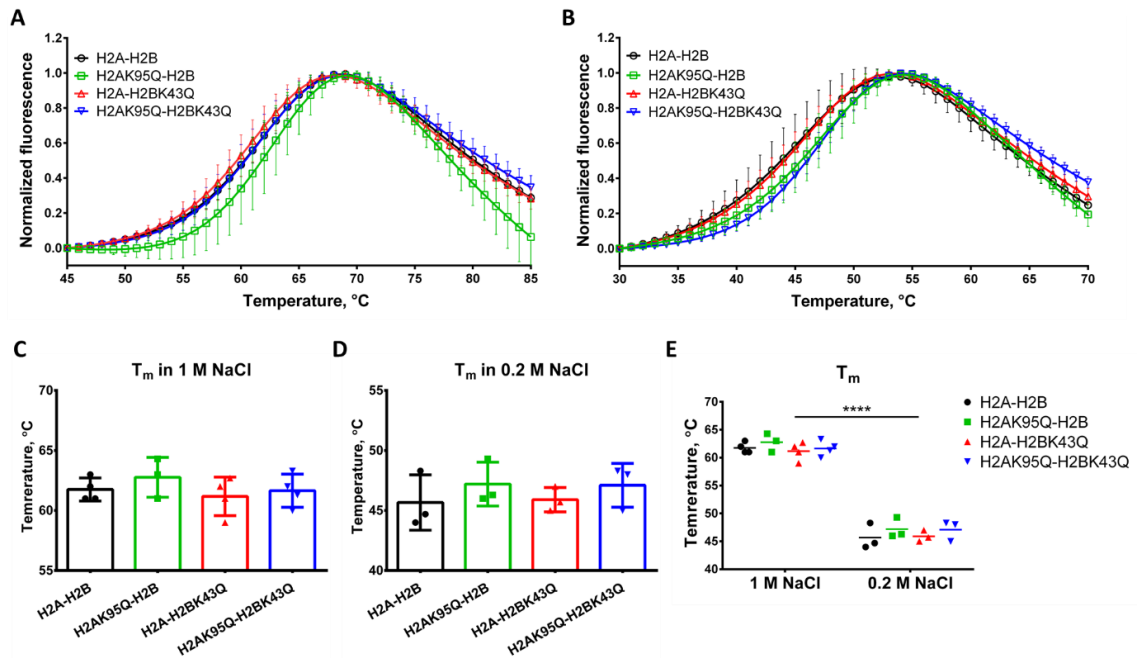 A
H2A-H2B
H2AK95Q-H2B
H2A-H2BK43Q
H2AK95Q-H2BK43Q
Normalized fluorescence
1.2
1.0
0.8
0.6
0.4
0.2
0.0
45 50 55 60 65 70 75 80 85
Temperature, °C
B
H2A-H2B
H2AK95Q-H2B
H2A-H2BK43Q
H2AK95Q-H2BK43Q
Normalized fluorescence
1.2
1.0
0.8
0.6
0.4
0.2
0.0
30 35 40 45 50 55 60 65 70
Temperature, °C
C
Tm in 1 M NaCl
Temrerature, °C
65
60
55
H2A-H2B
H2AK95Q-H2B
H2A-H2BK43Q
H2AK95Q-H2BK43Q
D
Tm in 0.2 M NaCl
Temperature, °C
55
50
45
40
H2A-H2B
H2AK95Q-H2B
H2A-H2BK43Q
H2AK95Q-H2BK43Q
E
Tm
Temrerature, °C
70
65
60
55
50
45
40
****
1 M NaCl 0.2 M NaCl
H2A-H2B
H2AK95Q-H2B
H2A-H2BK43Q
H2AK95Q-H2BK43Q